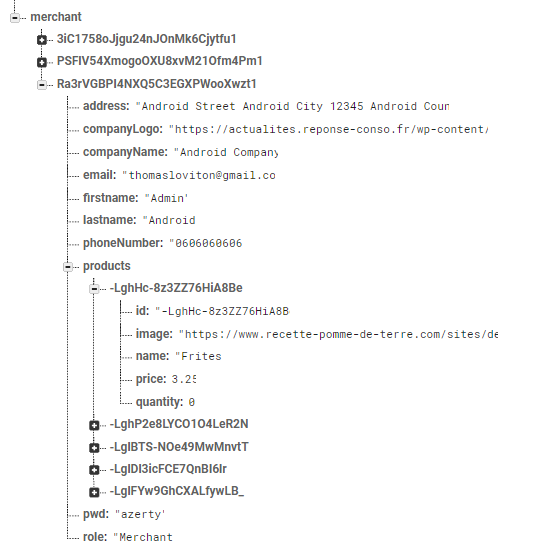 merchant
3iC1758oJjgu24nJOnMk6Cjytfu1
PSFIV54XmogoOXU8xvM21Ofm4Pm1
Ra3rVGBPI4NXQ5C3EGXPWooXwzt1
address: "Android Street Android City 12345 Android Coun
companyLogo: "https://actualites.reponse-conso.fr/wp-content/
companyName: "Android Company
email: "thomasloviton@gmail.co
firstname: "Admin"
lastname: "Android
phoneNumber: "0606060606
products
-LghHc-8z3ZZ76HiA8Be
id: "-LghHc-8z3ZZ76HiA8B
image: "https://www.recette-pomme-de-terre.com/sites/de
name: "Frites
price: 3.25
quantity: 0
-LghP2e8LYCO1O4LeR2N
-LgIBTS-NOe49MwMnvtT
-LgIDI3icFCE7QnBI6Ir
-LgIFYw9GhCXALfywLB_
pwd: "azerty"
role: "Merchant